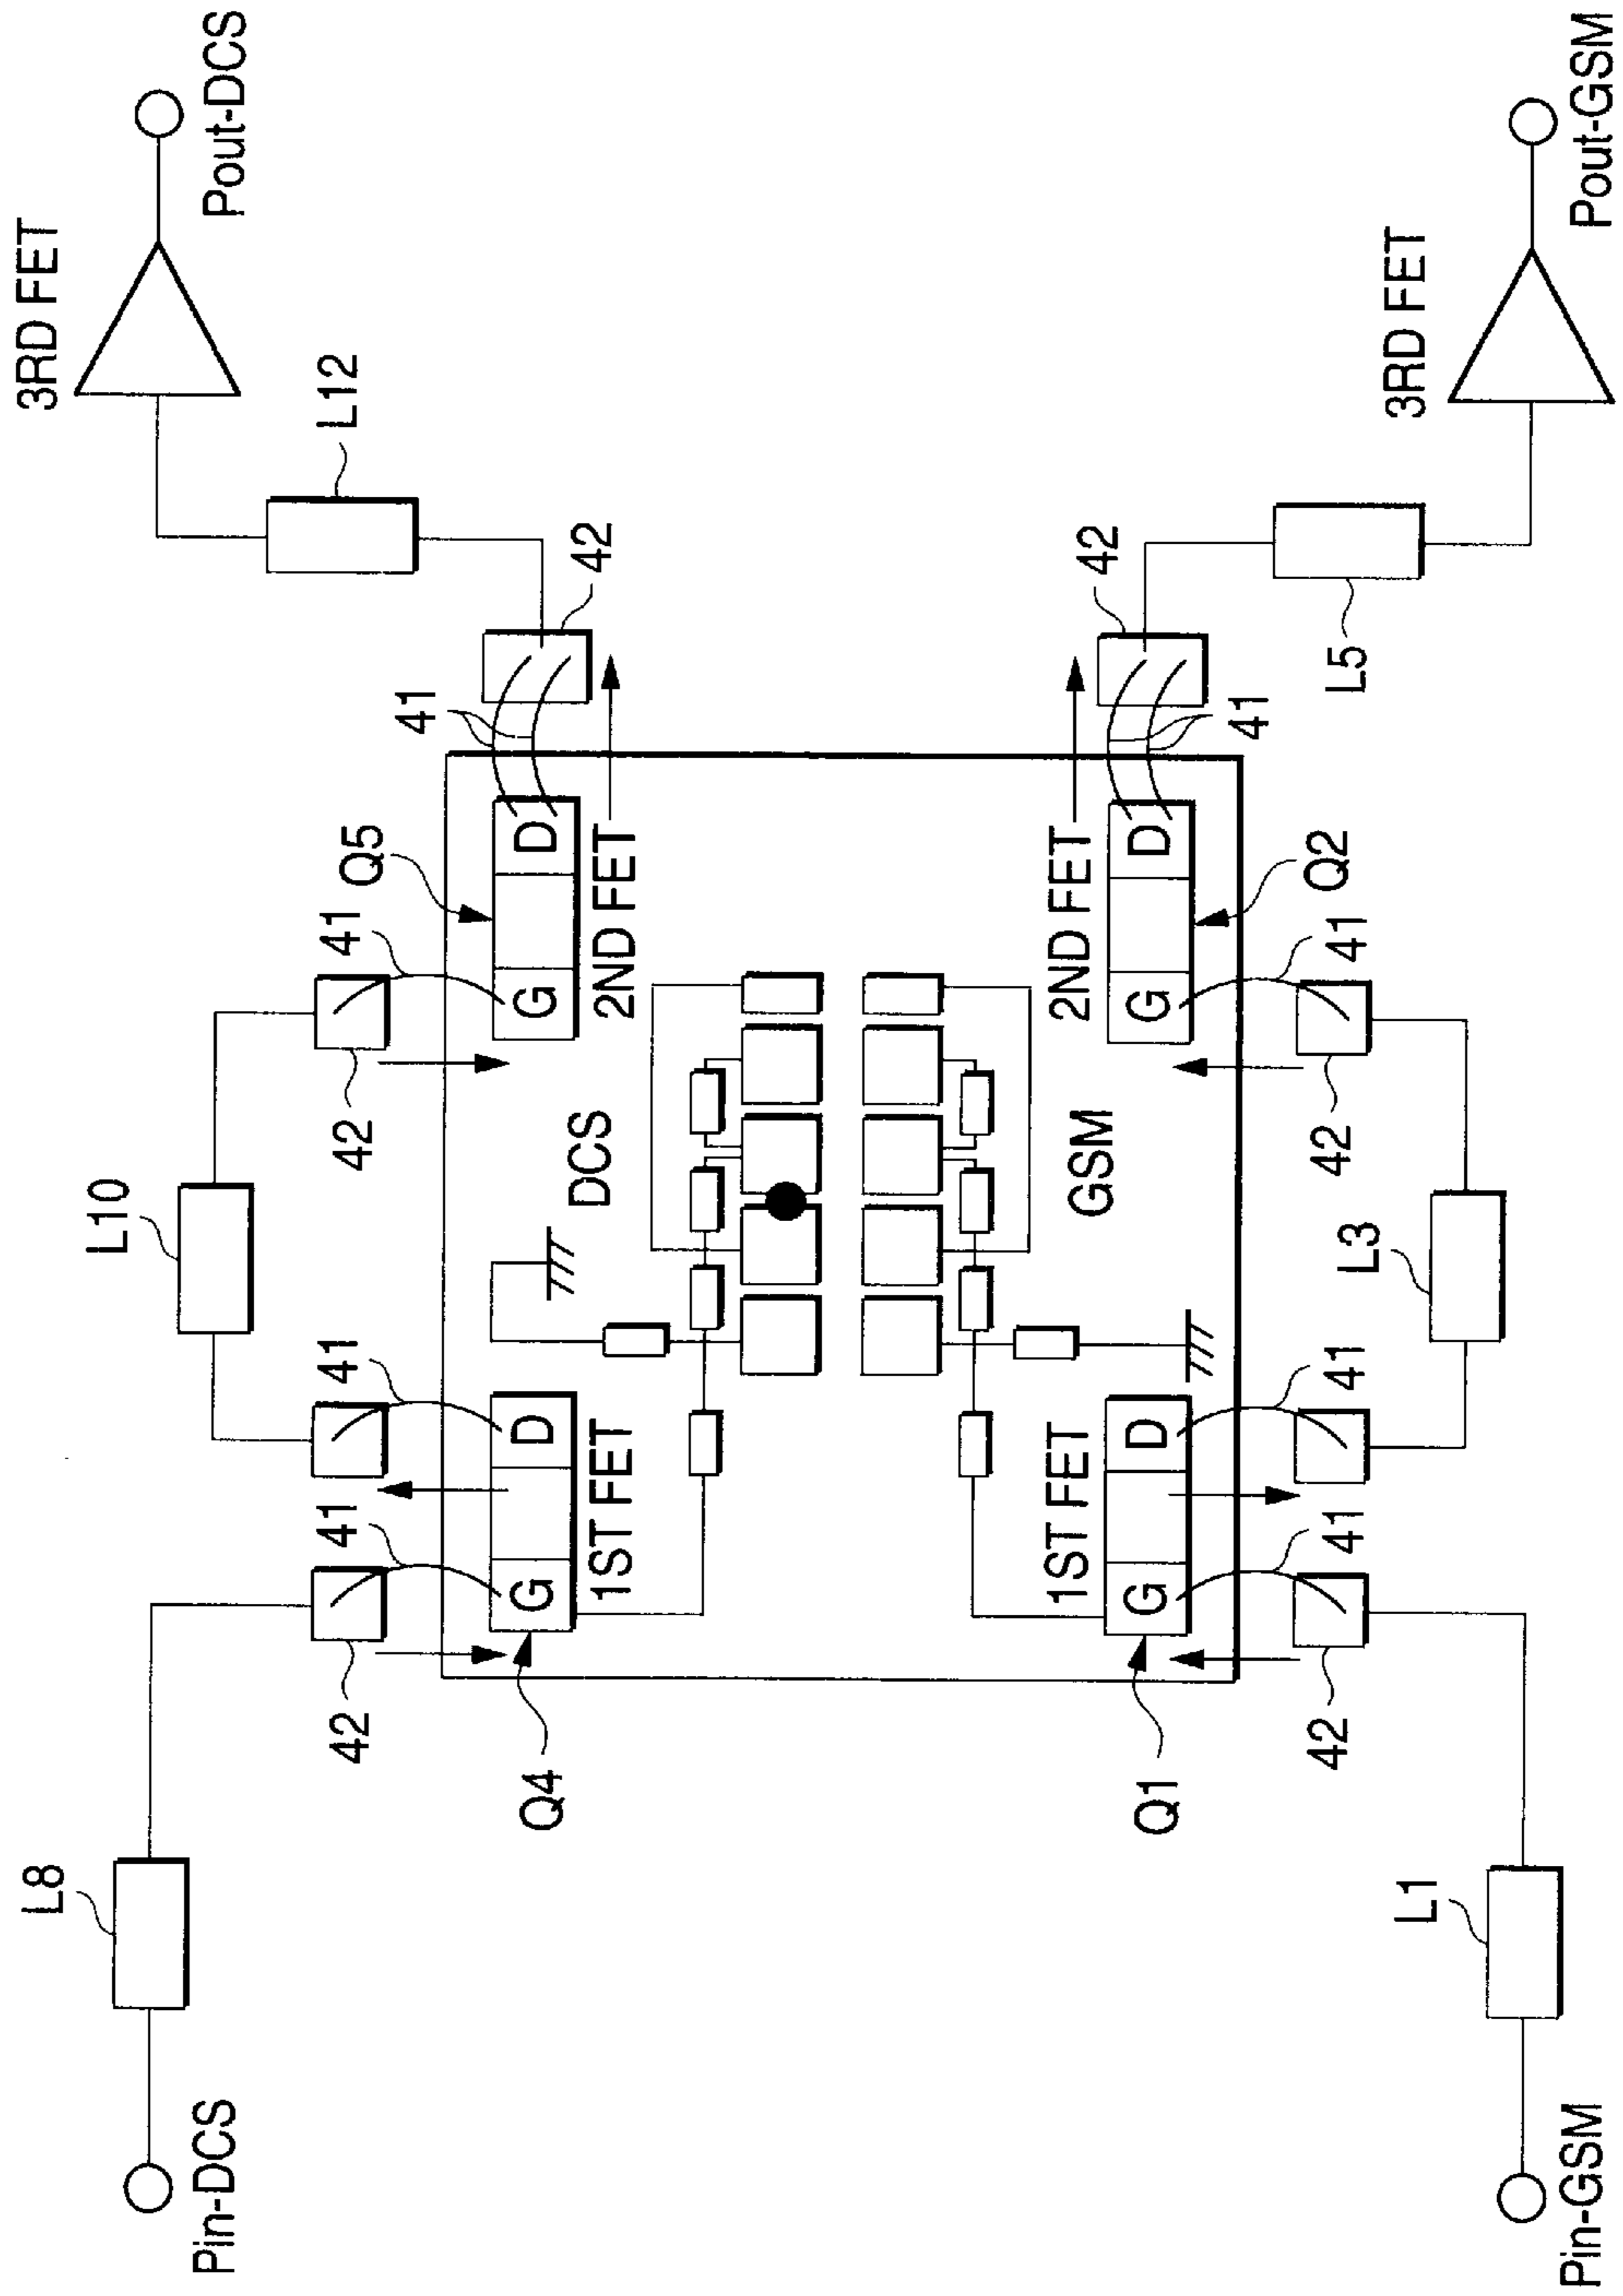 Pin-DCS
L8
42
41
41
L10
42
41
Q5
41
42
L12
3RD FET
Pout-DCS
Q4
G
D
1ST FET
G
D
2ND FET
DCS
GSM
1ST FET
G
D
2ND FET
G
D
Q1
Q2
42
41
41
L3
42
41
41
42
L5
3RD FET
Pout-GSM
L1
Pin-GSM